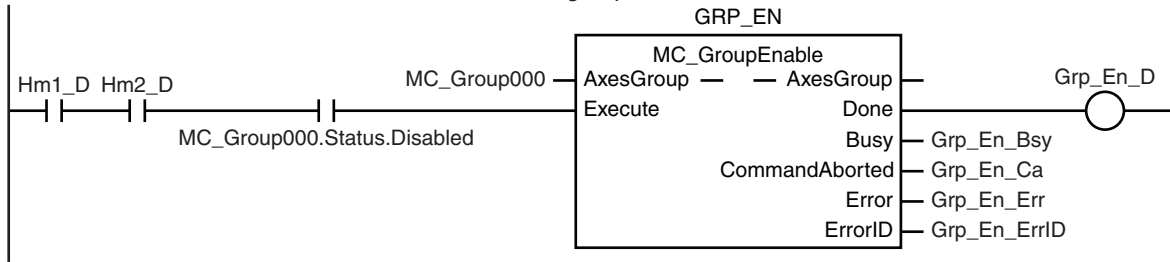 GRP_EN
MC_GroupEnable
Hm1_D Hm2_D MC_Group000 AxesGroup AxesGroup Grp_En_D
Execute Done
MC_Group000.Status.Disabled
Busy Grp_En_Bsy
CommandAborted Grp_En_Ca
Error Grp_En_Err
ErrorID Grp_En_ErrID